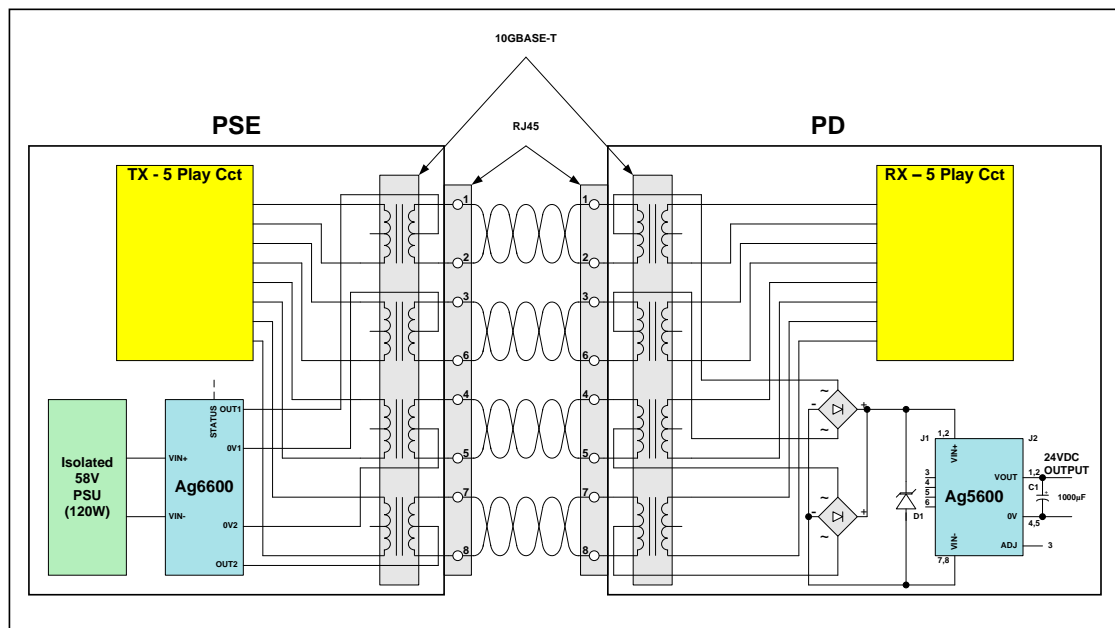 10GBASE-T
PSE
RJ45
PD
TX - 5 Play Cct
RX – 5 Play Cct
1
2
3
6
4
5
7
8
1
2
3
6
4
5
7
8
Isolated
58V
PSU
(120W)
STATUS
OUT1
0V1
VIN+
Ag6600
VIN-
0V2
OUT2
~
-
+
~
~
-
+
~
D1
J1
1,2
J2
VIN+
3
4
5
6
Ag5600
VIN-
7,8
VOUT
1,2
0V
4,5
ADJ
3
24VDC
OUTPUT
C1
+
1000µF